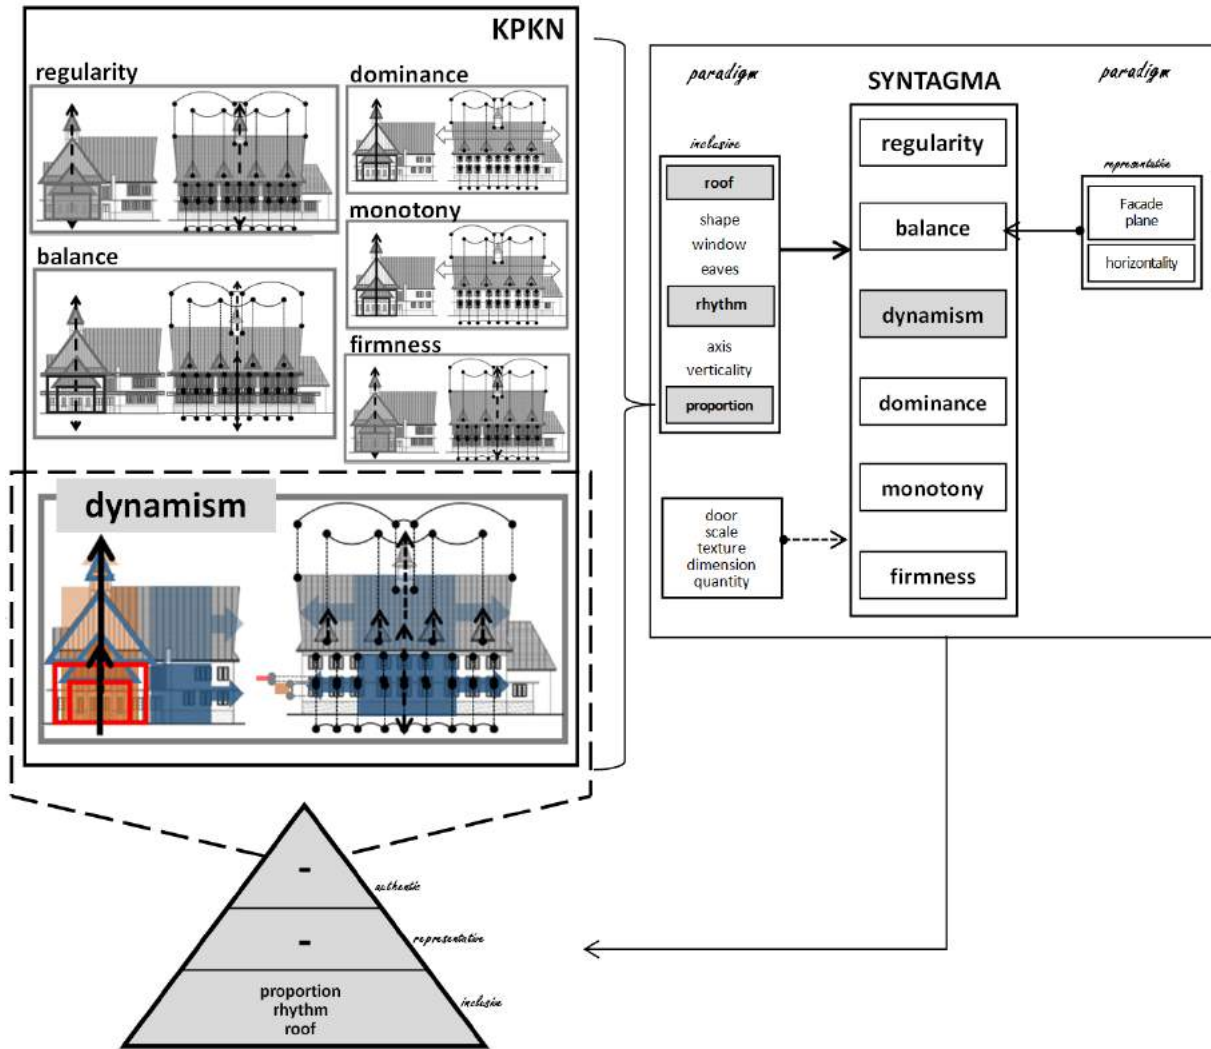 KPKN
regularity
dominance
monotony
balance
firmness
dynamism
paradigm
SYNTAGMA
paradigm
inclusive
roof
shape
window
eaves
rhythm
axis
verticality
proportion
door
scale
texture
dimension
quantity
regularity
balance
dynamism
dominance
monotony
firmness
representative
Facade
plane
horizontality
-
authentic
-
representative
proportion
rhythm
roof
inclusive